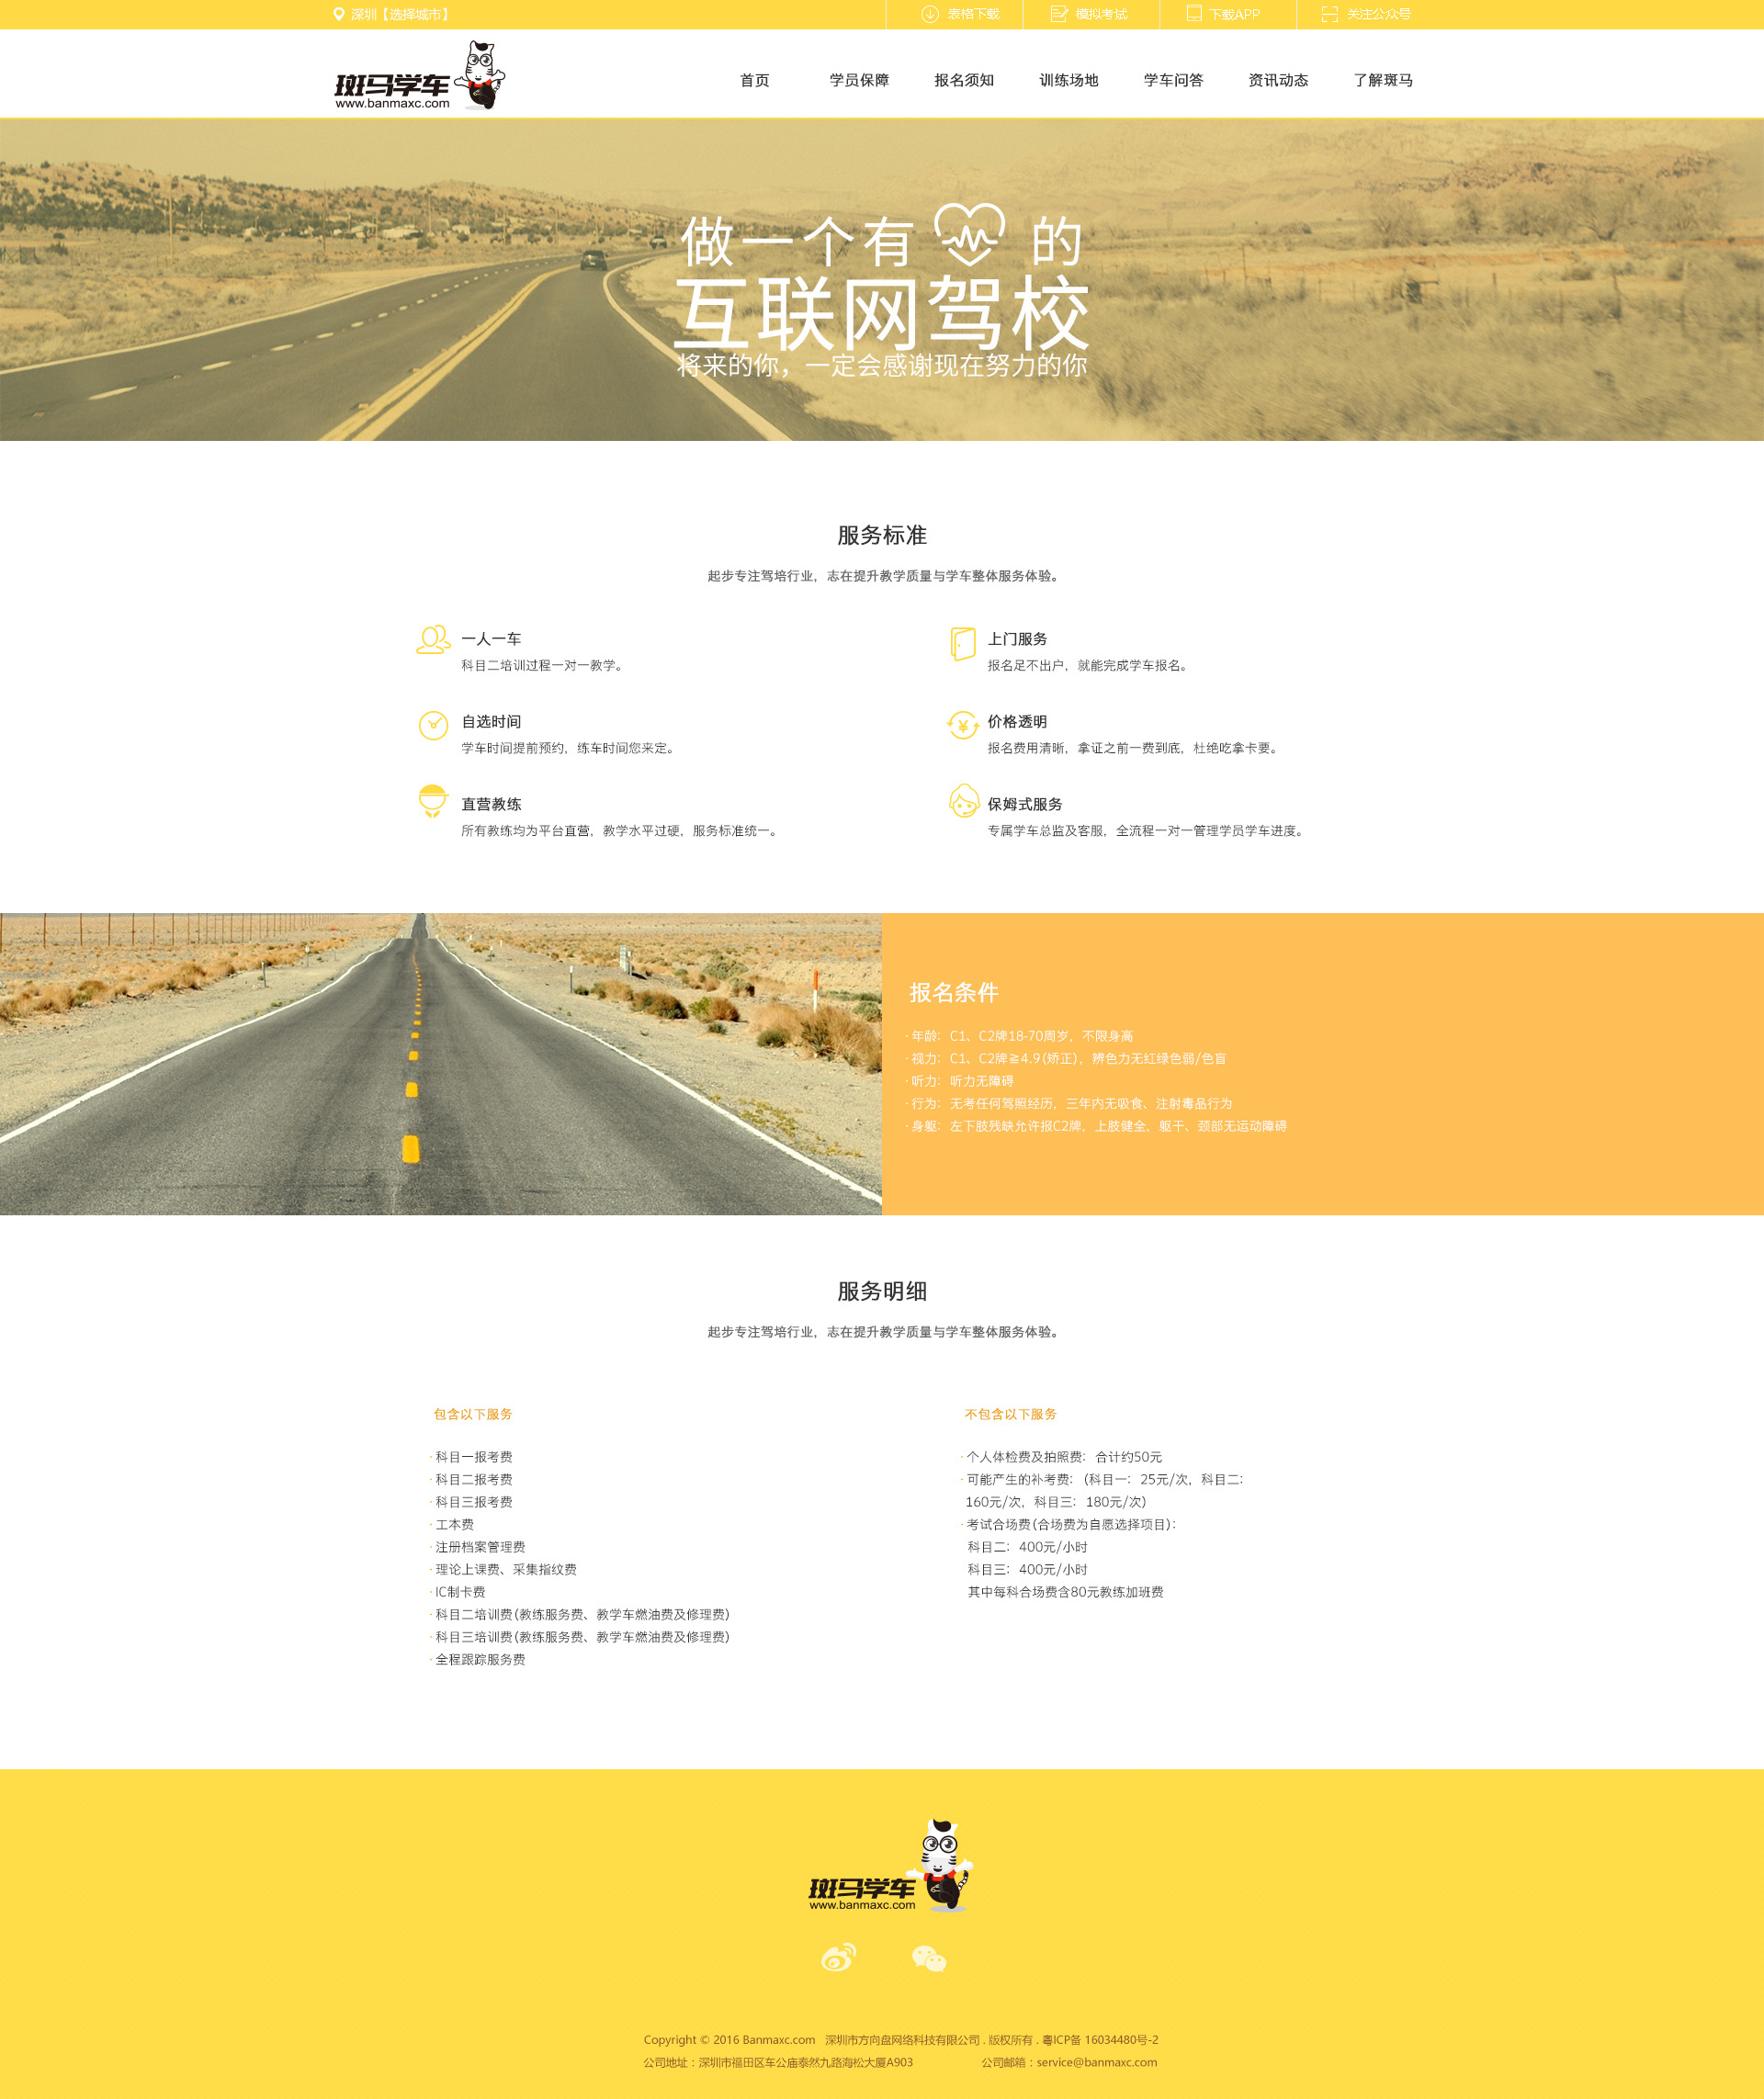 深圳【选择城市】
表格下载
模拟考试
下载APP
关注公众号
斑马学车
www.banmaxc.com
首页
学员保障
报名须知
训练场地
学车问答
资讯动态
了解斑马
做一个有 的
互联网驾校
将来的你，一定会感谢现在努力的你
服务标准
起步专注驾培行业，志在提升教学质量与学车整体服务体验。
一人一车
科目二培训过程一对一教学。
上门服务
报名足不出户，就能完成学车报名。
自选时间
学车时间提前预约，练车时间您来定。
价格透明
报名费用清晰，拿证之前一费到底，杜绝吃拿卡要。
直营教练
所有教练均为平台直营，教学水平过硬，服务标准统一。
保姆式服务
专属学车总监及客服，全流程一对一管理学员学车进度。
报名条件
· 年龄：C1、C2牌18-70周岁，不限身高
· 视力：C1、C2牌≧4.9(矫正)，辨色力无红绿色弱/色盲
· 听力：听力无障碍
· 行为：无考任何驾照经历，三年内无吸食、注射毒品行为
· 身躯：左下肢残缺允许报C2牌，上肢健全，躯干、颈部无运动障碍
服务明细
起步专注驾培行业，志在提升教学质量与学车整体服务体验。
包含以下服务
· 科目一报考费
· 科目二报考费
· 科目三报考费
· 工本费
· 注册档案管理费
· 理论上课费、采集指纹费
· IC制卡费
· 科目二培训费(教练服务费、教学车燃油费及修理费)
· 科目三培训费(教练服务费、教学车燃油费及修理费)
· 全程跟踪服务费
不包含以下服务
· 个人体检费及拍照费：合计约50元
· 可能产生的补考费：(科目一：25元/次，科目二：
160元/次，科目三：180元/次)
· 考试合场费(合场费为自愿选择项目)：
科目二：400元/小时
科目三：400元/小时
其中每科合场费含80元教练加班费
斑马学车
www.banmaxc.com
Copyright © 2016 Banmaxc.com 深圳市方向盘网络科技有限公司 . 版权所有 . 粤ICP备 16034480号-2
公司地址：深圳市福田区车公庙泰然九路海松大厦A903 公司邮箱：service@banmaxc.com